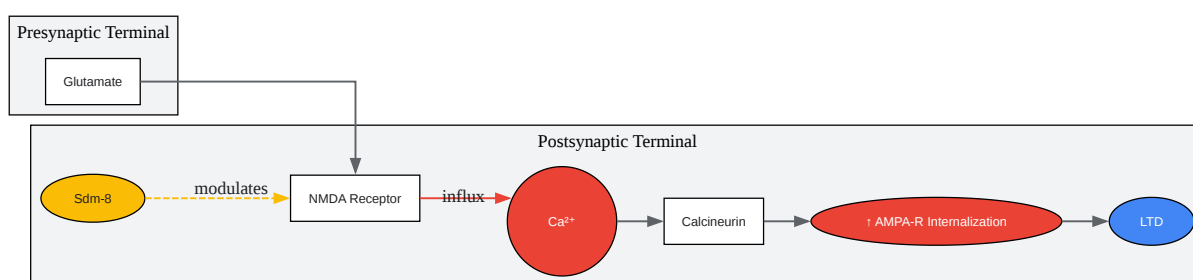 Presynaptic Terminal
Glutamate
Postsynaptic Terminal
Sdm-8
modulates
NMDA Receptor
influx
Ca²⁺
Calcineurin
↑ AMPA-R Internalization
LTD